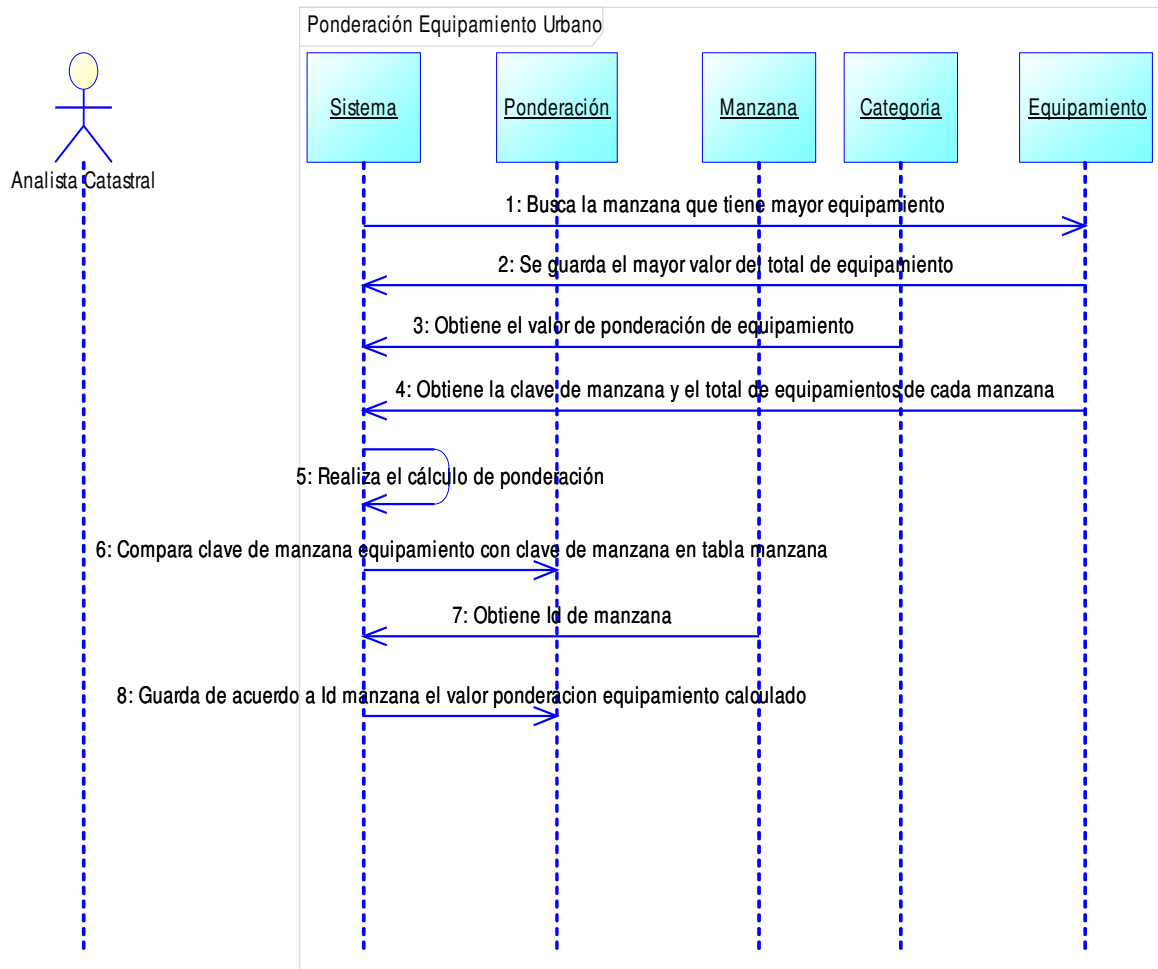 Ponderación Equipamiento Urbano
Sistema
Ponderación
Manzana
Categoria
Equipamiento
Analista Catastral
1: Busca la manzana que tiene mayor equipamiento
2: Se guarda el mayor valor del total de equipamiento
3: Obtiene el valor de ponderación de equipamiento
4: Obtiene la clave de manzana y el total de equipamientos de cada manzana
5: Realiza el cálculo de ponderación
6: Compara clave de manzana equipamiento con clave de manzana en tabla manzana
7: Obtiene Id de manzana
8: Guarda de acuerdo a Id manzana el valor ponderacion equipamiento calculado